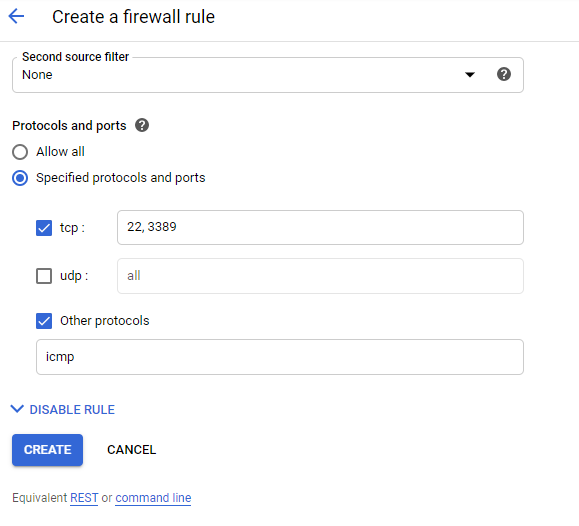 Create a firewall rule
Second source filter
None
Protocols and ports
Allow all
Specified protocols and ports
tcp : 22, 3389
udp : all
Other protocols
icmp
DISABLE RULE
CREATE CANCEL
Equivalent REST or command line